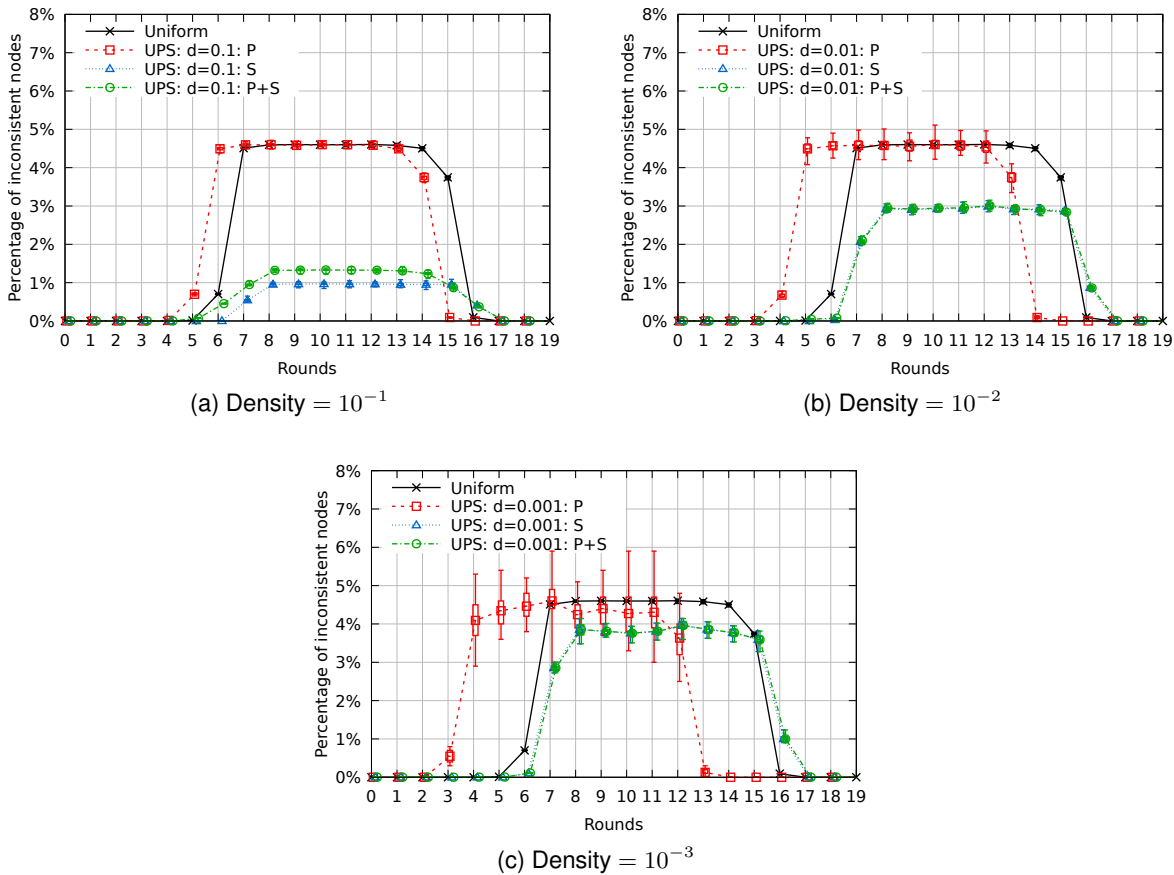 8%
7%
6%
5%
4%
3%
2%
1%
0%
Percentage of inconsistent nodes
Uniform
UPS: d=0.1: P
UPS: d=0.1: S
UPS: d=0.1: P+S
0 1 2 3 4 5 6 7 8 9 10 11 12 13 14 15 16 17 18 19
Rounds
(a) Density = 10⁻¹
8%
7%
6%
5%
4%
3%
2%
1%
0%
Percentage of inconsistent nodes
Uniform
UPS: d=0.01: P
UPS: d=0.01: S
UPS: d=0.01: P+S
0 1 2 3 4 5 6 7 8 9 10 11 12 13 14 15 16 17 18 19
Rounds
(b) Density = 10⁻²
8%
7%
6%
5%
4%
3%
2%
1%
0%
Percentage of inconsistent nodes
Uniform
UPS: d=0.001: P
UPS: d=0.001: S
UPS: d=0.001: P+S
0 1 2 3 4 5 6 7 8 9 10 11 12 13 14 15 16 17 18 19
Rounds
(c) Density = 10⁻³